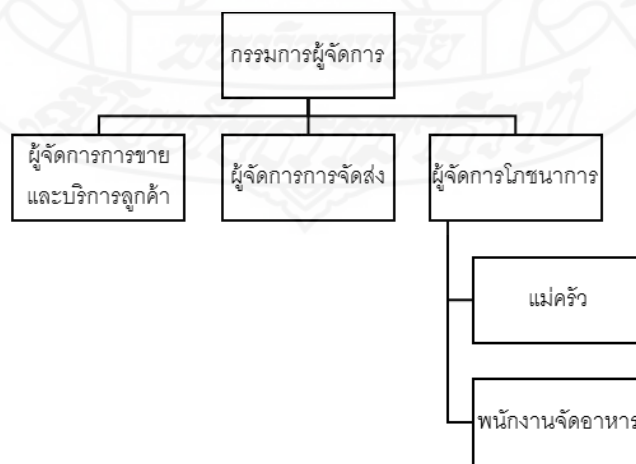 กรรมการผู้จัดการ
ผู้จัดการการขาย
และบริการลูกค้า
ผู้จัดการการจัดส่ง
ผู้จัดการโภชนาการ
แม่ครัว
พนักงานจัดอาหาร